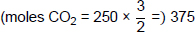 (moles CO₂ = 250 × 3/2 =) 375